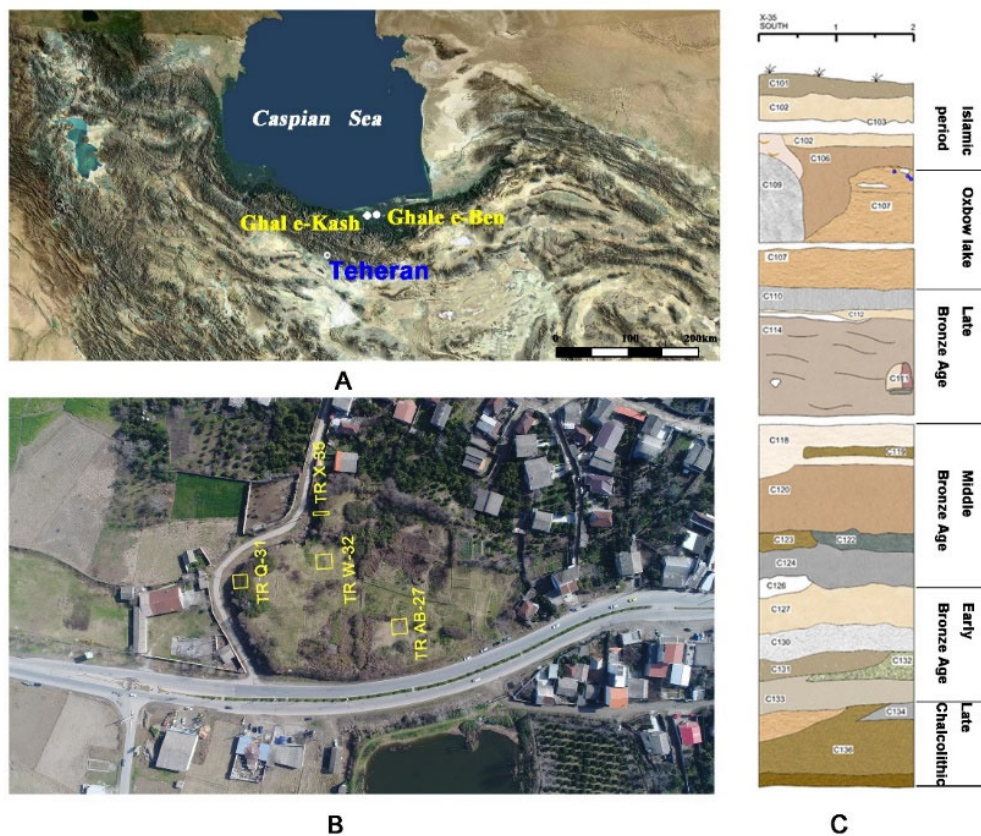 Caspian Sea
Ghal e-Kash
Ghale e-Ben
Teheran
0 100 200km
A
TR X-35
TR Q-31
TR W-32
TR AB-27
B
X-35
SOUTH
0 1 2
C101
C102
C103
C102
C106
C109
C107
C107
C110
C112
C114
C111
C118
C119
C120
C123
C122
C124
C126
C127
C130
C131
C132
C133
C134
C136
Islamic
period
Oxbow lake
Late
Bronze Age
Middle
Bronze Age
Early
Bronze Age
Late
Chalcolithic
C